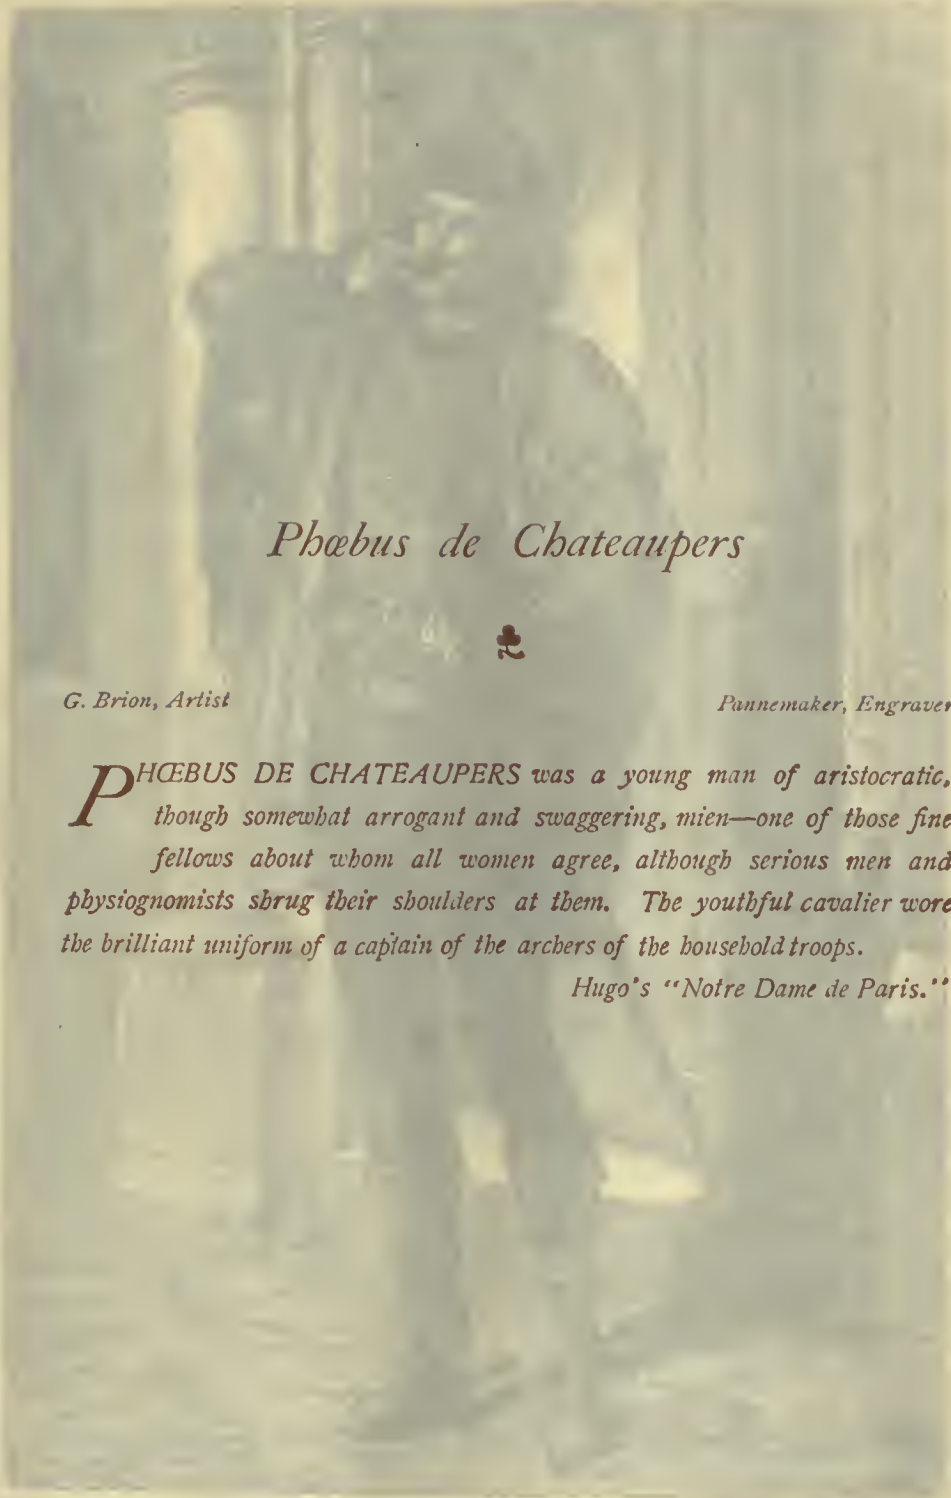 Phœbus de Chateaupers
G. Brion, Artist
Pannemaker, Engraver
PHŒBUS DE CHATEAUPERS was a young man of aristocratic,
though somewhat arrogant and swaggering, mien—one of those fine
fellows about whom all women agree, although serious men and
physiognomists shrug their shoulders at them. The youthful cavalier wore
the brilliant uniform of a captain of the archers of the household troops.
Hugo's "Notre Dame de Paris."